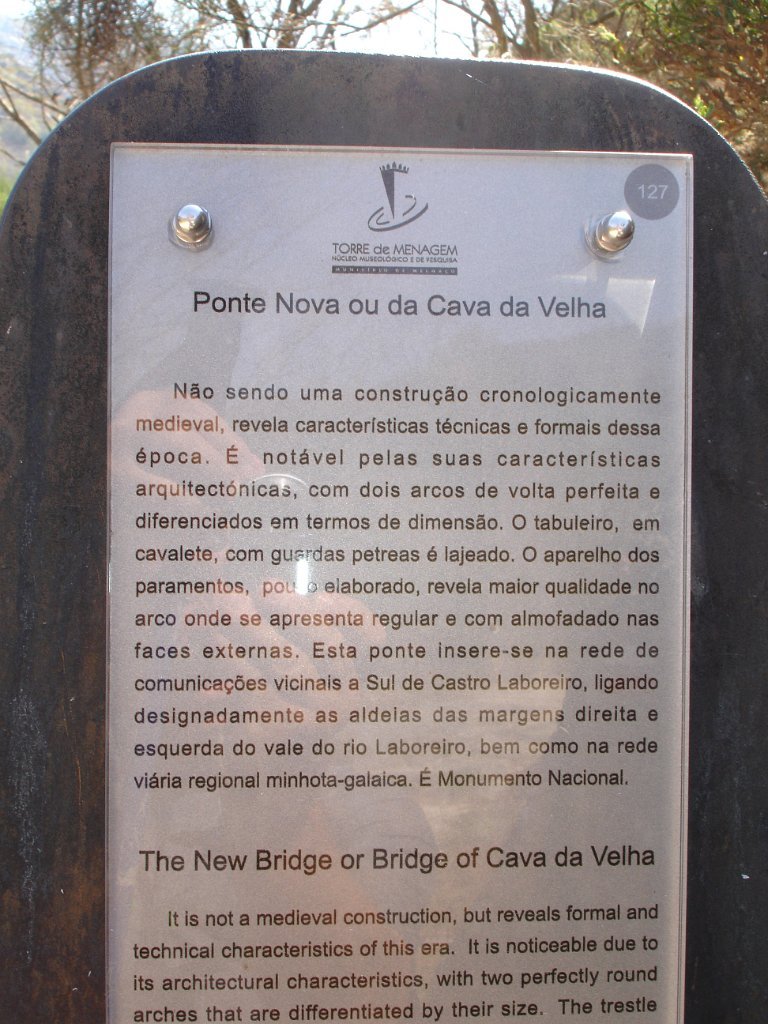 127
TORRE de MENAGEM
NÚCLEO MUSEOLÓGICO E DE PESQUISA
MUNICÍPIO DE MELGAÇO
Ponte Nova ou da Cava da Velha
Não sendo uma construção cronologicamente
medieval, revela características técnicas e formais dessa
época. É notável pelas suas características
arquitectónicas, com dois arcos de volta perfeita e
diferenciados em termos de dimensão. O tabuleiro, em
cavalete, com guardas petreas é lajeado. O aparelho dos
paramentos, pouco elaborado, revela maior qualidade no
arco onde se apresenta regular e com almofadado nas
faces externas. Esta ponte insere-se na rede de
comunicações vicinais a Sul de Castro Laboreiro, ligando
designadamente as aldeias das margens direita e
esquerda do vale do rio Laboreiro, bem como na rede
viária regional minhota-galaica. É Monumento Nacional.
The New Bridge or Bridge of Cava da Velha
It is not a medieval construction, but reveals formal and
technical characteristics of this era. It is noticeable due to
its architectural characteristics, with two perfectly round
arches that are differentiated by their size. The trestle